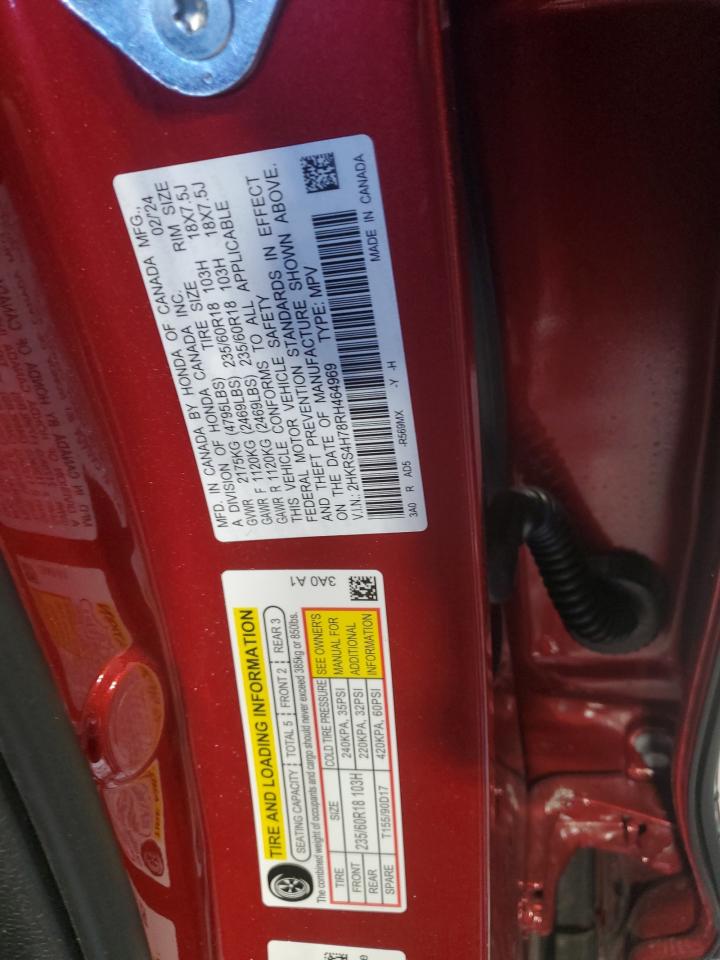 MFD. IN CANADA BY HONDA OF CANADA MFG.,
A DIVISION OF HONDA CANADA INC. 02/'24
GVWR 2175KG (4795LBS) TIRE SIZE RIM SIZE
GAWR F 1120KG (2469LBS) 235/60R18 103H 18X7.5J
GAWR R 1120KG (2469LBS) 235/60R18 103H 18X7.5J
THIS VEHICLE CONFORMS TO ALL APPLICABLE
FEDERAL MOTOR VEHICLE SAFETY
AND THEFT PREVENTION STANDARDS IN EFFECT
ON THE DATE OF MANUFACTURE SHOWN ABOVE.
V.I.N.: 2HKRS4H78RH464969 TYPE: MPV
3A0 R AD5 -R569MX -Y -H MADE IN CANADA
TIRE AND LOADING INFORMATION 3A0 A1
SEATING CAPACITY TOTAL 5 FRONT 2 REAR 3
The combined weight of occupants and cargo should never exceed 385kg or 850lbs.
TIRE SIZE COLD TIRE PRESSURE SEE OWNER'S MANUAL FOR ADDITIONAL INFORMATION
FRONT 235/60R18 103H 240KPA, 35PSI
REAR 220KPA, 32PSI
SPARE T155/90D17 420KPA, 60PSI